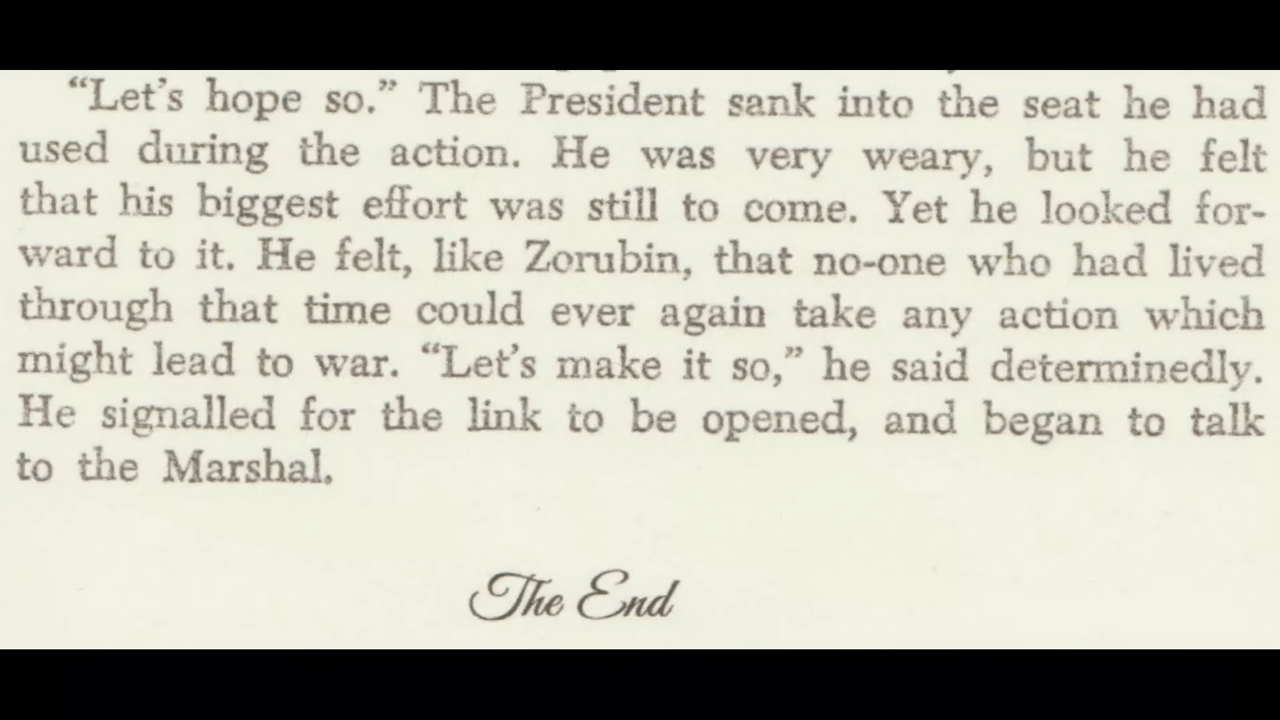 “Let’s hope so.” The President sank into the seat he had
used during the action. He was very weary, but he felt
that his biggest effort was still to come. Yet he looked for-
ward to it. He felt, like Zorubin, that no-one who had lived
through that time could ever again take any action which
might lead to war. “Let’s make it so,” he said determinedly.
He signalled for the link to be opened, and began to talk
to the Marshal.
The End